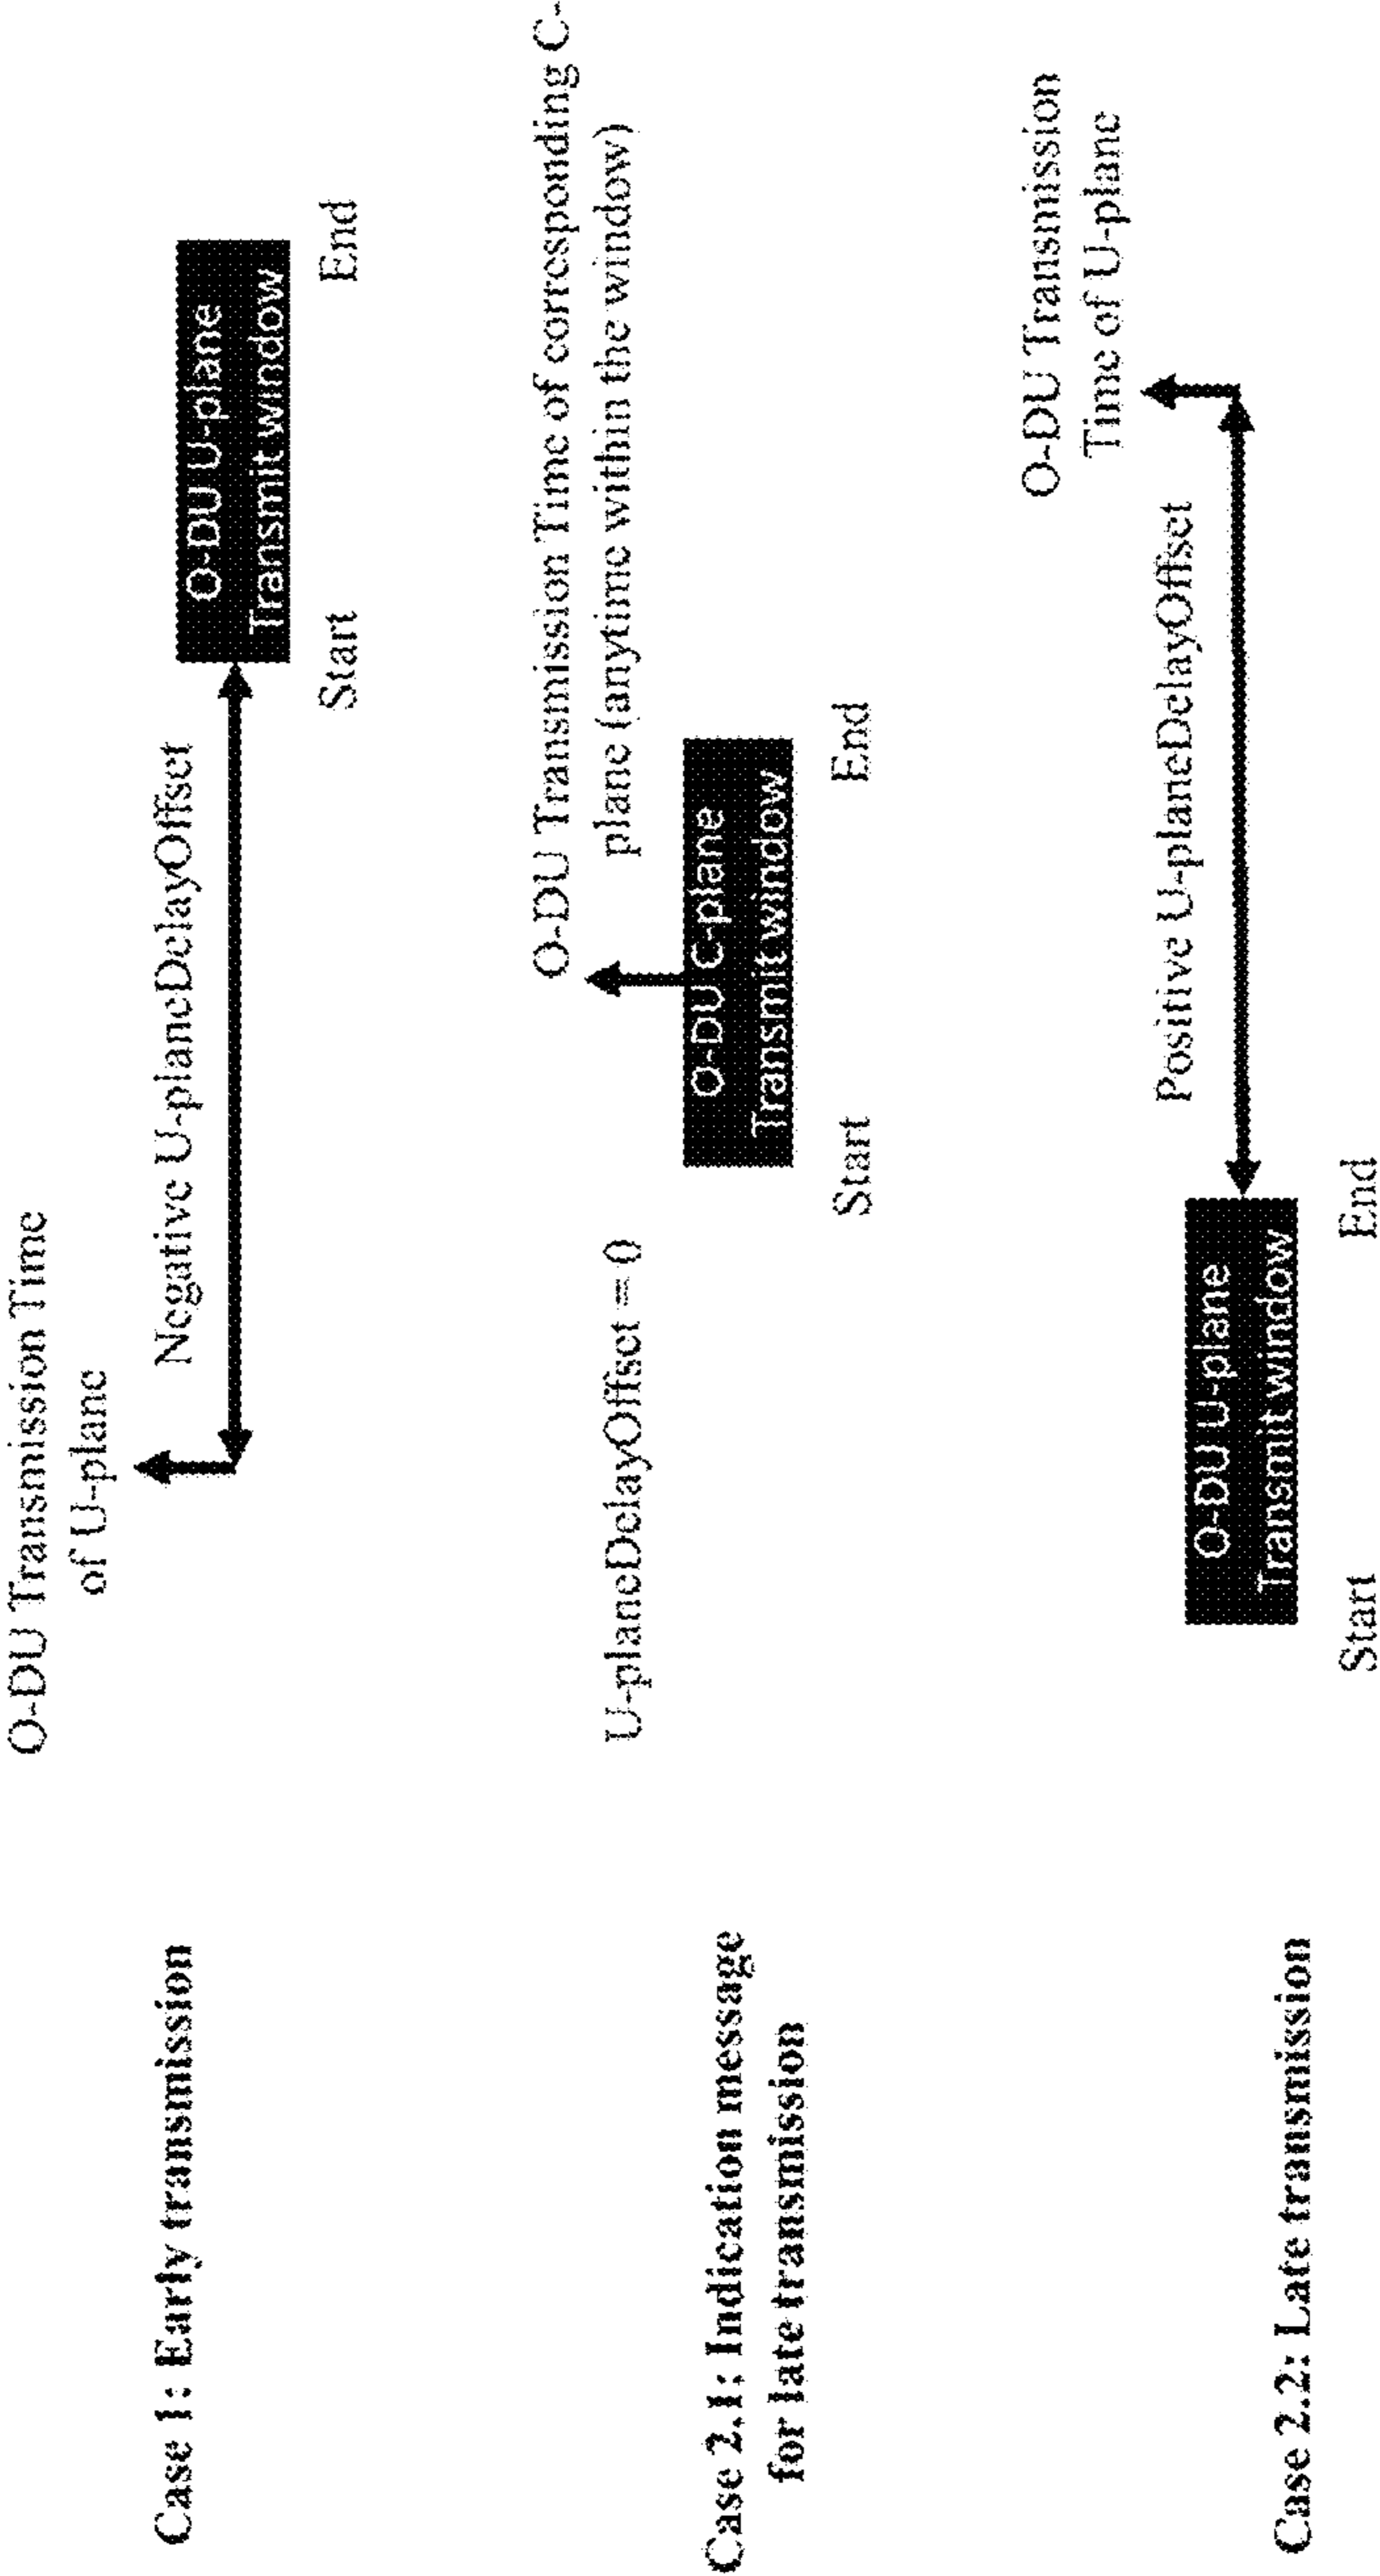 Case 1: Early transmission
O-DU Transmission Time
of U-plane
Negative U-planeDelayOffset
O-DU U-plane
Transmit window
Start
End
Case 2.1: Indication message
for late transmission
U-planeDelayOffset = 0
O-DU Transmission Time of corresponding C-
plane (anytime within the window)
O-DU C-plane
Transmit window
Start
End
Case 2.2: Late transmission
O-DU Transmission
Time of U-plane
Positive U-planeDelayOffset
O-DU U-plane
Transmit window
Start
End